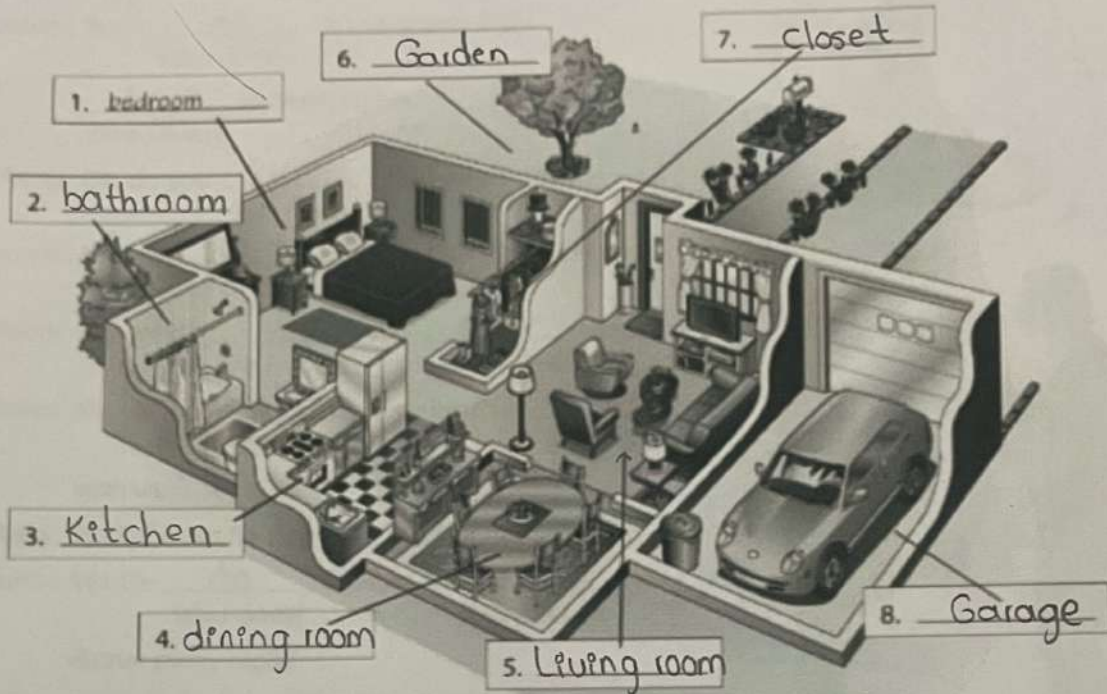 6. Garden
7. closet
1. bedroom
2. bathroom
3. Kitchen
4. dining room
5. Living room
8. Garage